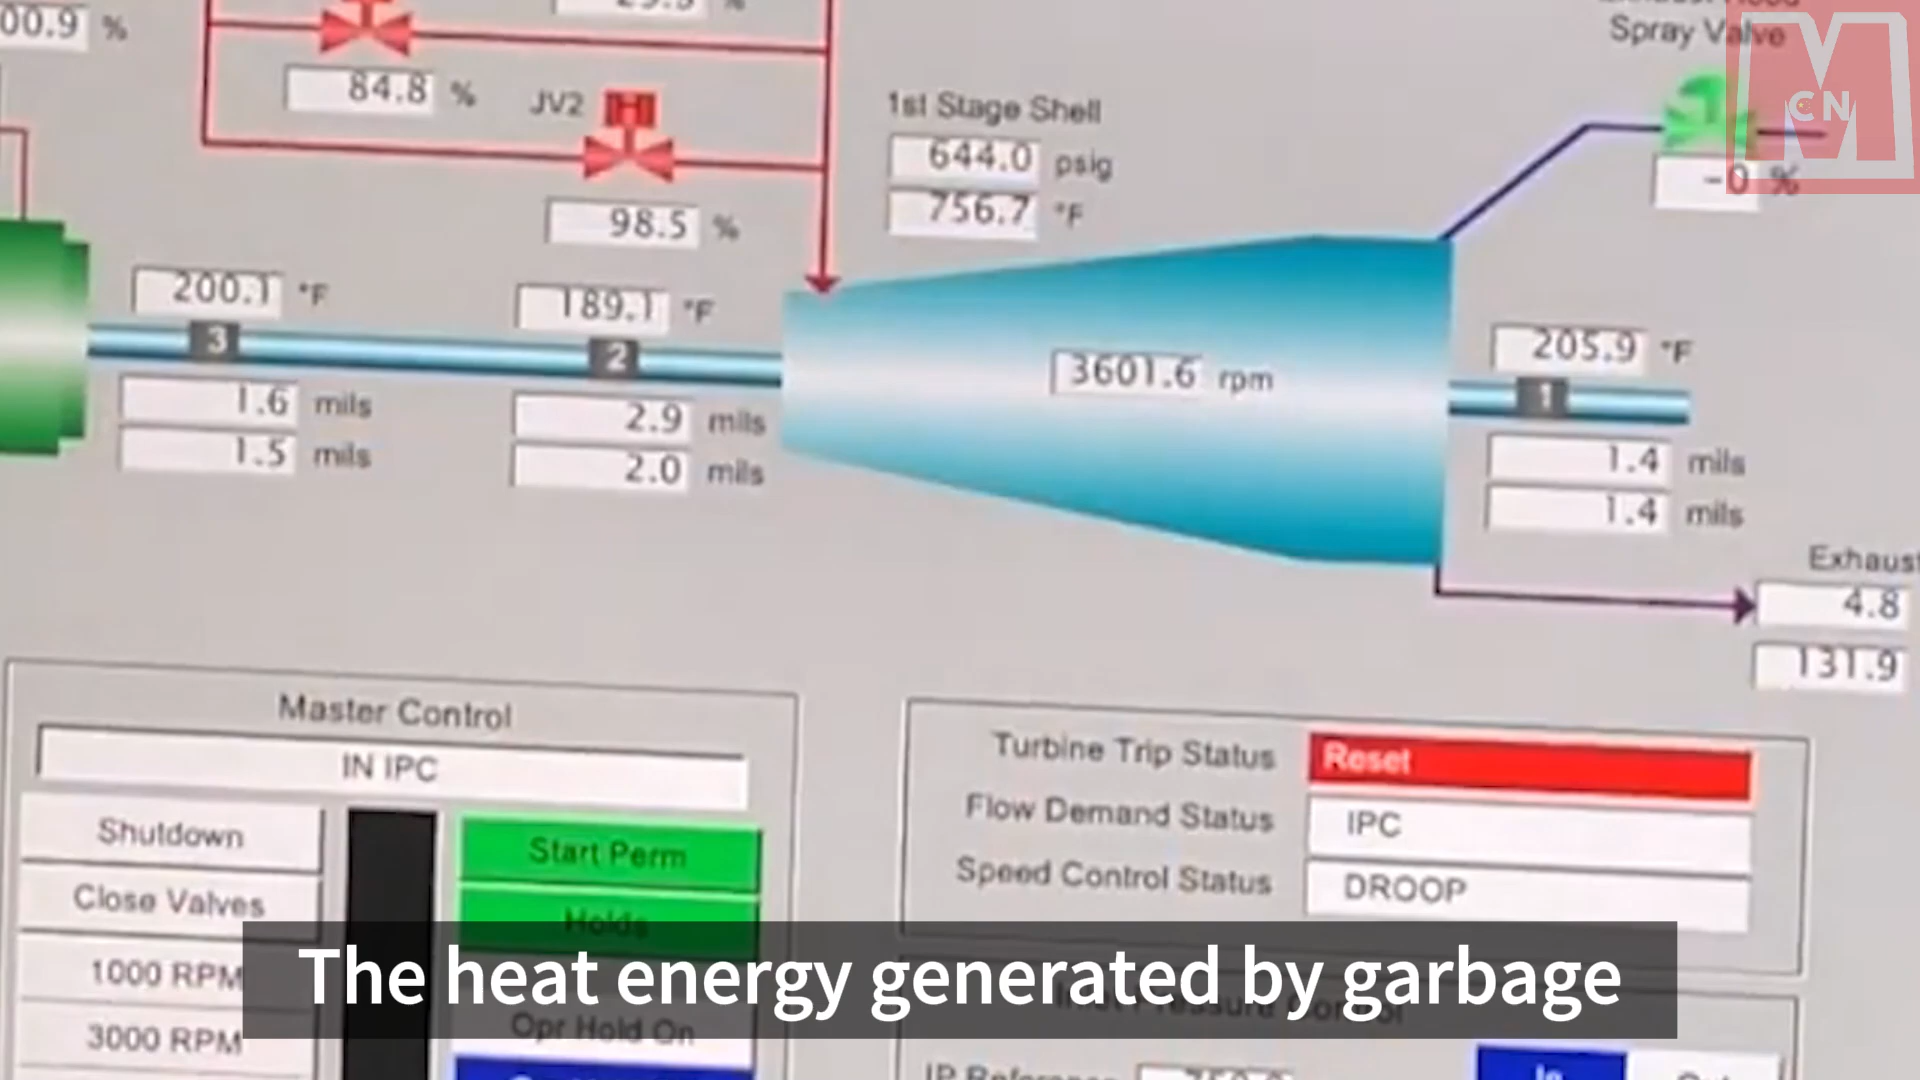 00.9 %
84.8 %
JV2
H
98.5 %
1st Stage Shell
644.0 psig
756.7 °F
Spray Valve
-0 %
M
CN
200.1 °F
3
1.6 mils
1.5 mils
189.1 °F
2
2.9 mils
2.0 mils
3601.6 rpm
205.9 °F
1
1.4 mils
1.4 mils
Exhaust
4.8
131.9
Master Control
IN IPC
Shutdown
Close Valves
1000 RPM
3000 RPM
Start Perm
Holds
Opr Hold On
Turbine Trip Status Reset
Flow Demand Status IPC
Speed Control Status DROOP
The heat energy generated by garbage